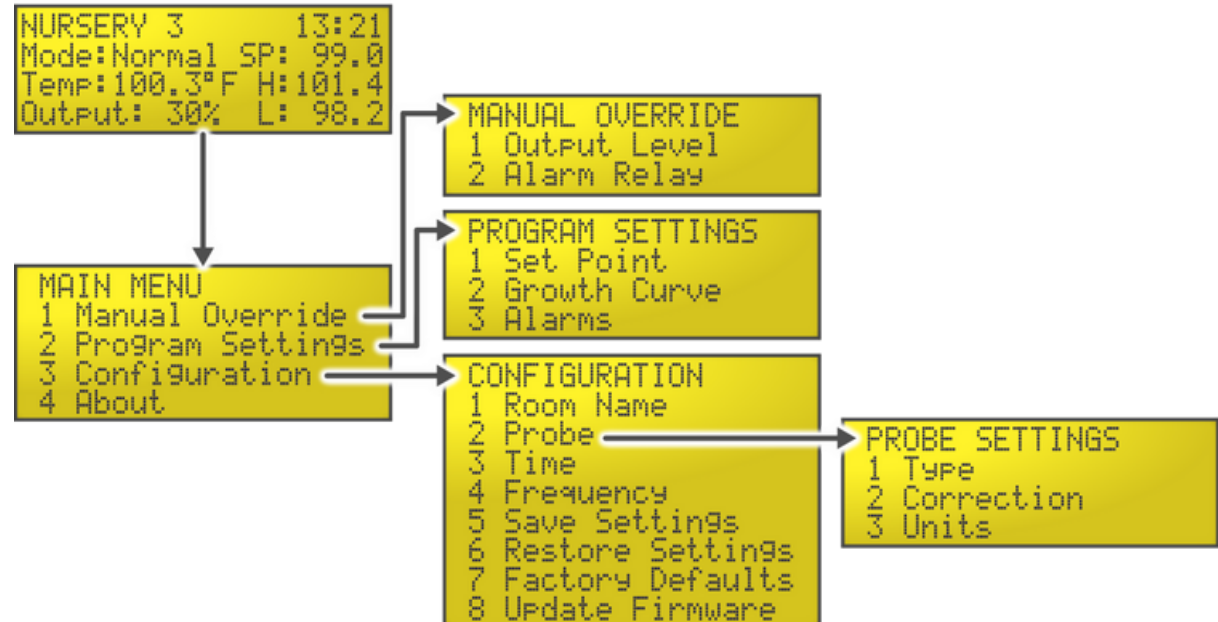 NURSERY 3 13:21
Mode:Normal SP: 99.0
Temp:100.3°F H:101.4
Output: 30% L: 98.2
MAIN MENU
1 Manual Override
2 Program Settings
3 Configuration
4 About
MANUAL OVERRIDE
1 Output Level
2 Alarm Relay
PROGRAM SETTINGS
1 Set Point
2 Growth Curve
3 Alarms
CONFIGURATION
1 Room Name
2 Probe
3 Time
4 Frequency
5 Save Settings
6 Restore Settings
7 Factory Defaults
8 Update Firmware
PROBE SETTINGS
1 Type
2 Correction
3 Units